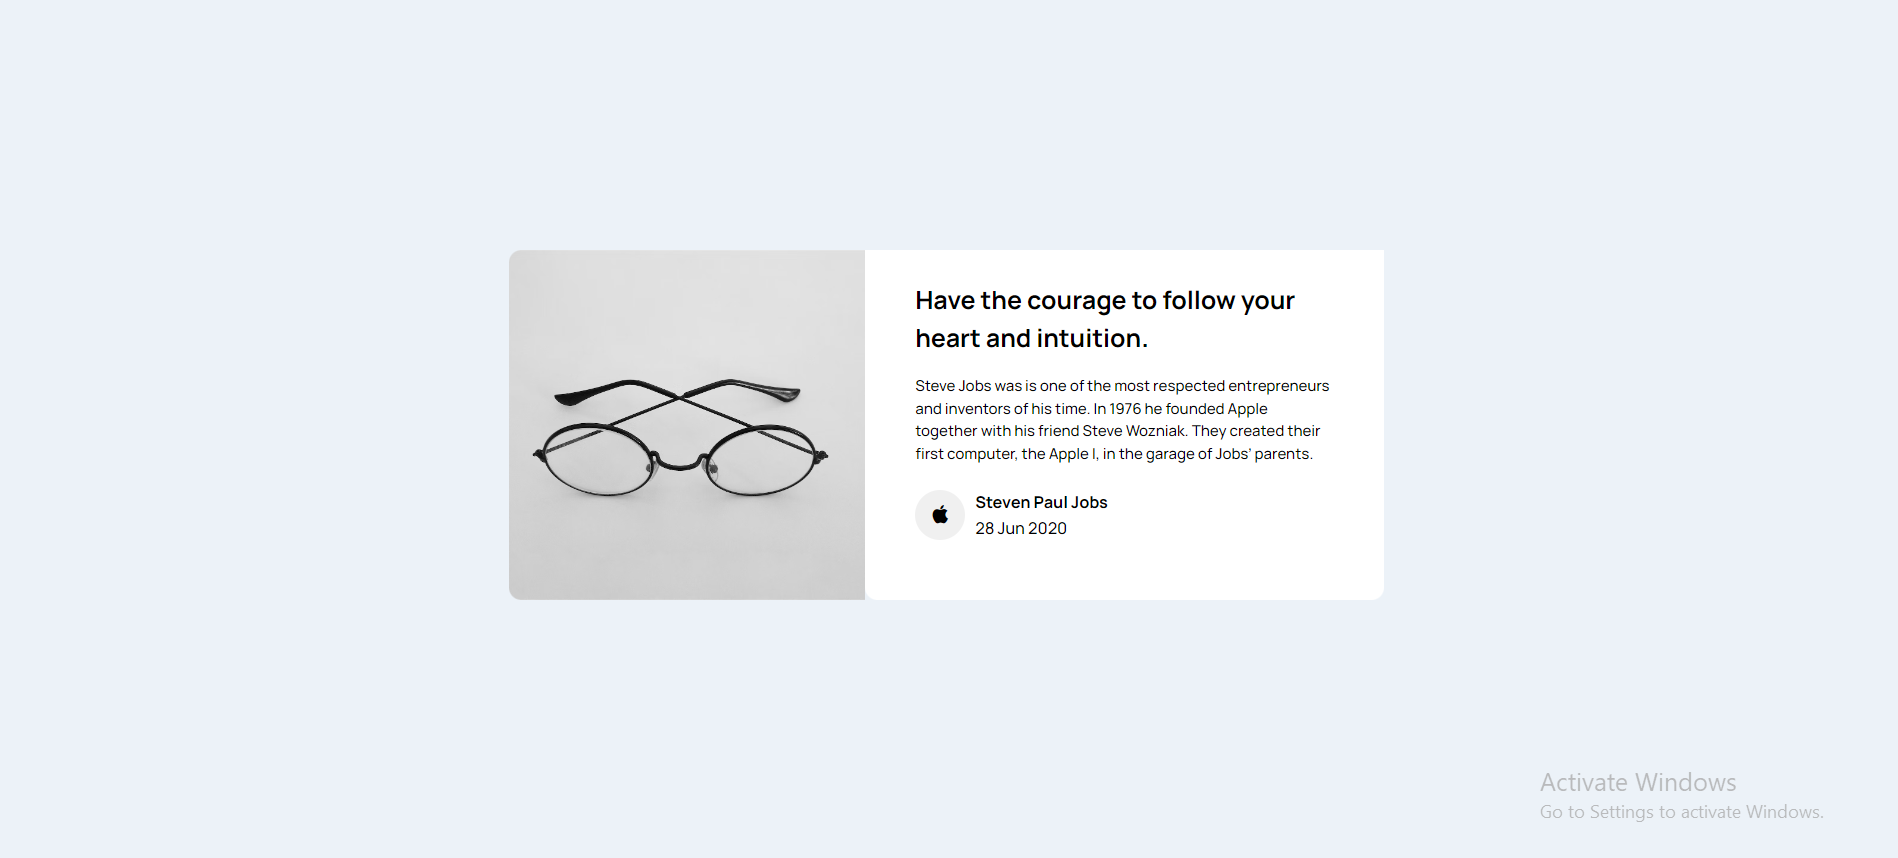 Have the courage to follow your
heart and intuition.
Steve Jobs was is one of the most respected entrepreneurs
and inventors of his time. In 1976 he founded Apple
together with his friend Steve Wozniak. They created their
first computer, the Apple I, in the garage of Jobs’ parents.
Steven Paul Jobs
28 Jun 2020
Activate Windows
Go to Settings to activate Windows.